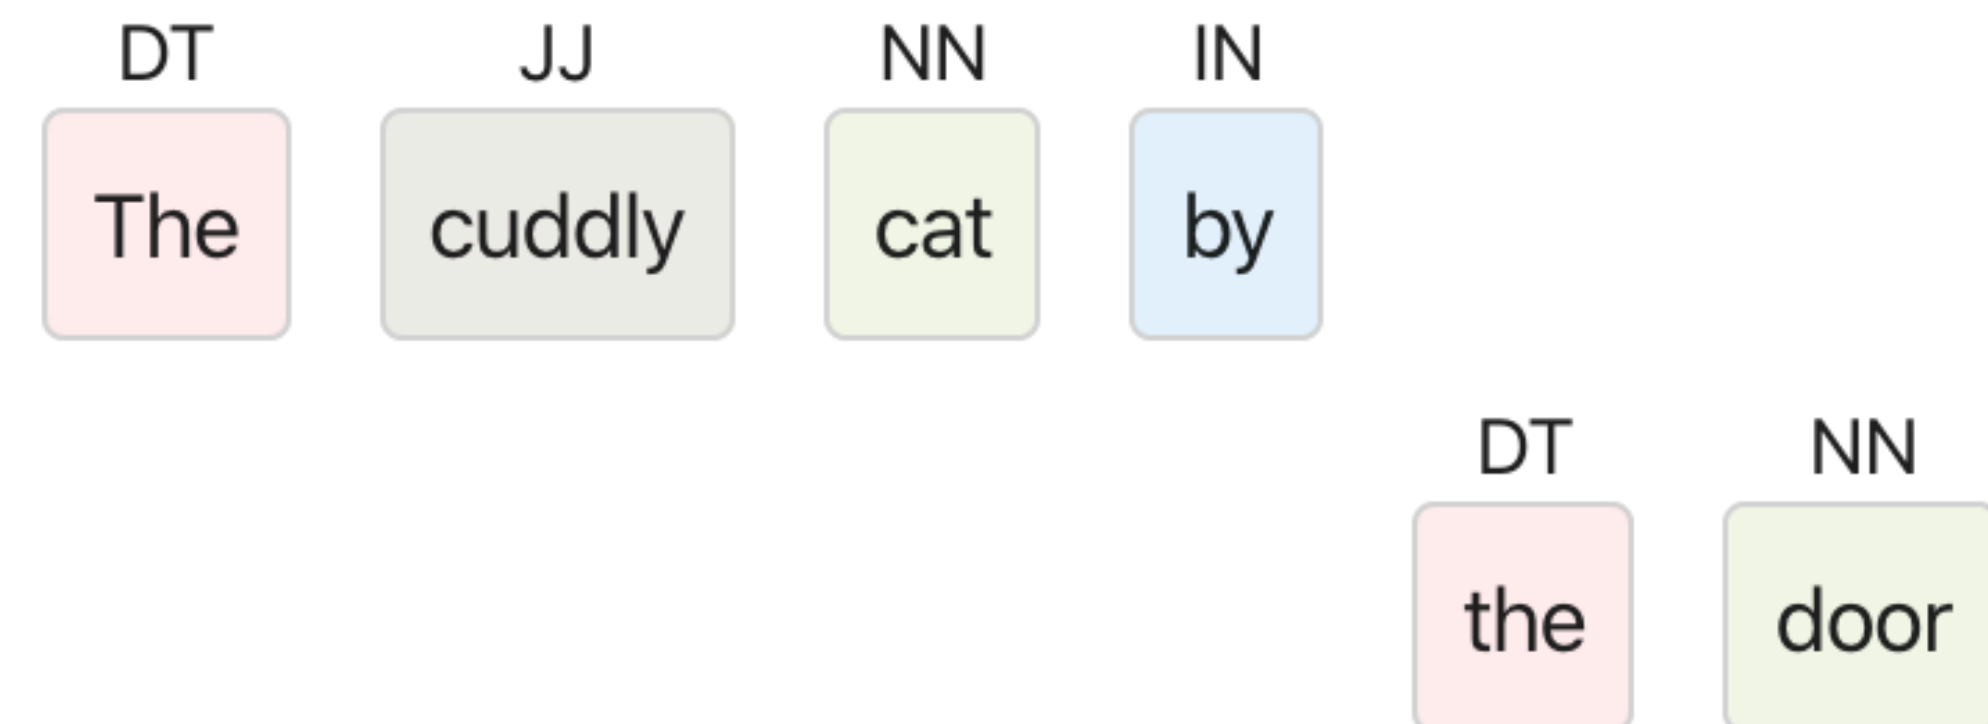 DT JJ NN IN
The cuddly cat by
DT NN
the door